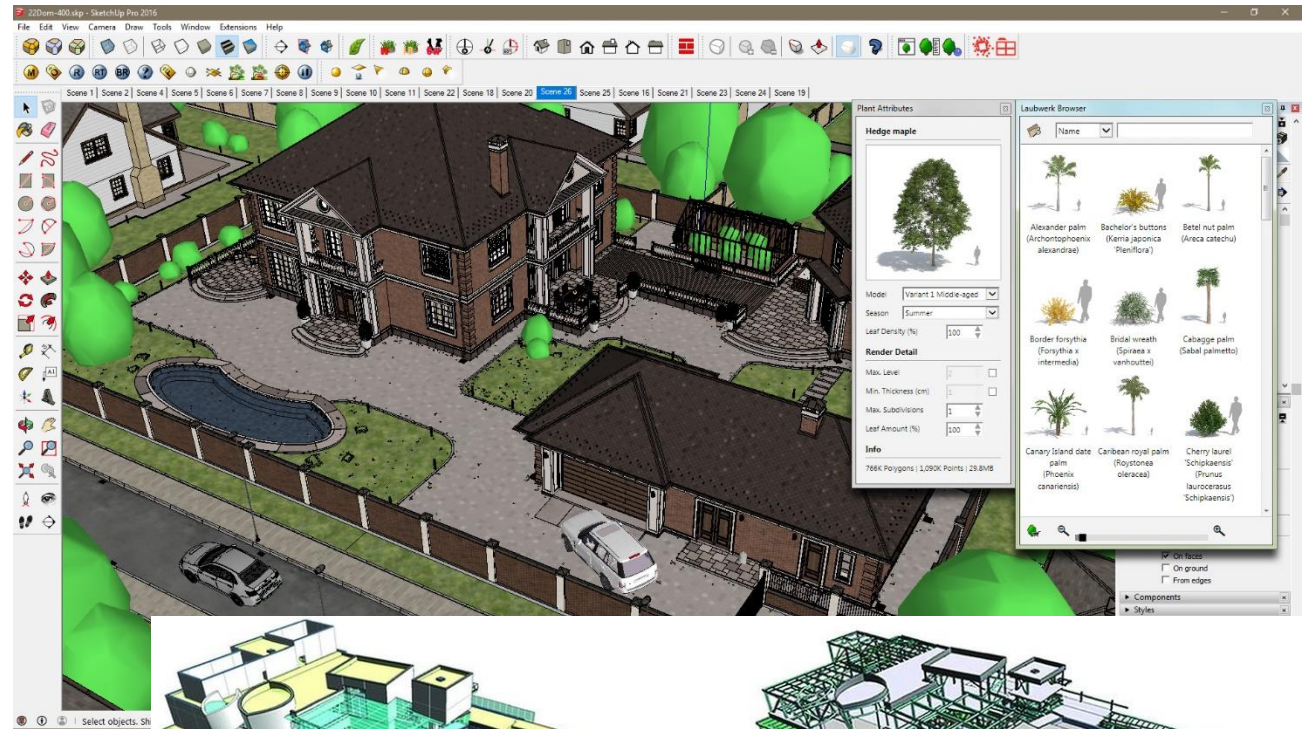 22Dom-400.skp - SketchUp Pro 2016
File Edit View Camera Draw Tools Window Extensions Help
M R RT BR
Scene 1 Scene 2 Scene 4 Scene 5 Scene 6 Scene 7 Scene 8 Scene 9 Scene 10 Scene 11 Scene 22 Scene 18 Scene 20 Scene 26 Scene 25 Scene 16 Scene 21 Scene 23 Scene 24 Scene 19
Plant Attributes
Hedge maple
Model Variant 1 Middle-aged
Season Summer
Leaf Density (%) 100
Render Detail
Max. Level 2
Min. Thickness (cm)
Max. Subdivisions 1
Leaf Amount (%) 100
Info
766K Polygons | 1,090K Points | 29.8MB
Laubwerk Browser
Name
Alexander palm
(Archontophoenix
alexandrae)
Bachelor's buttons
(Kerria japonica
'Pleniflora')
Betel nut palm
(Areca catechu)
Border forsythia
(Forsythia x
intermedia)
Bridal wreath
(Spiraea x
vanhouttei)
Cabagge palm
(Sabal palmetto)
Canary Island date
palm
(Phoenix
canariensis)
Caribean royal palm
(Roystonea
oleracea)
Cherry laurel
'Schipkaensis'
(Prunus
laurocerasus
'Schipkaensis')
On faces
On ground
From edges
Components
Styles
Select objects. Shi